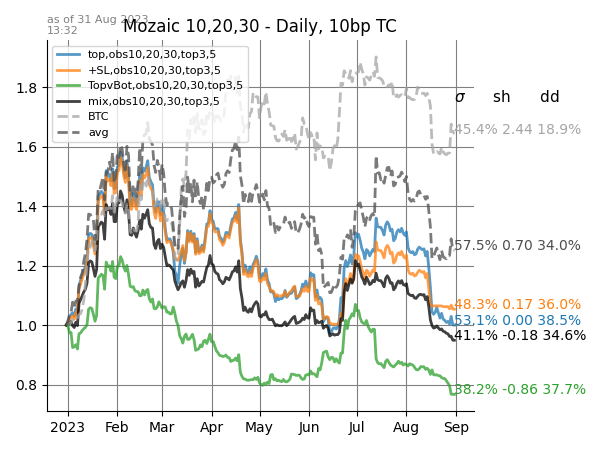 as of 31 Aug 2023
13:32
Mozaic 10,20,30 - Daily, 10bp TC
top,obs10,20,30,top3,5
+SL,obs10,20,30,top3,5
TopvBot,obs10,20,30,top3,5
mix,obs10,20,30,top3,5
BTC
avg
σ sh dd
45.4% 2.44 18.9%
57.5% 0.70 34.0%
48.3% 0.17 36.0%
53.1% 0.00 38.5%
41.1% -0.18 34.6%
38.2% -0.86 37.7%
1.8
1.6
1.4
1.2
1.0
0.8
2023 Feb Mar Apr May Jun Jul Aug Sep